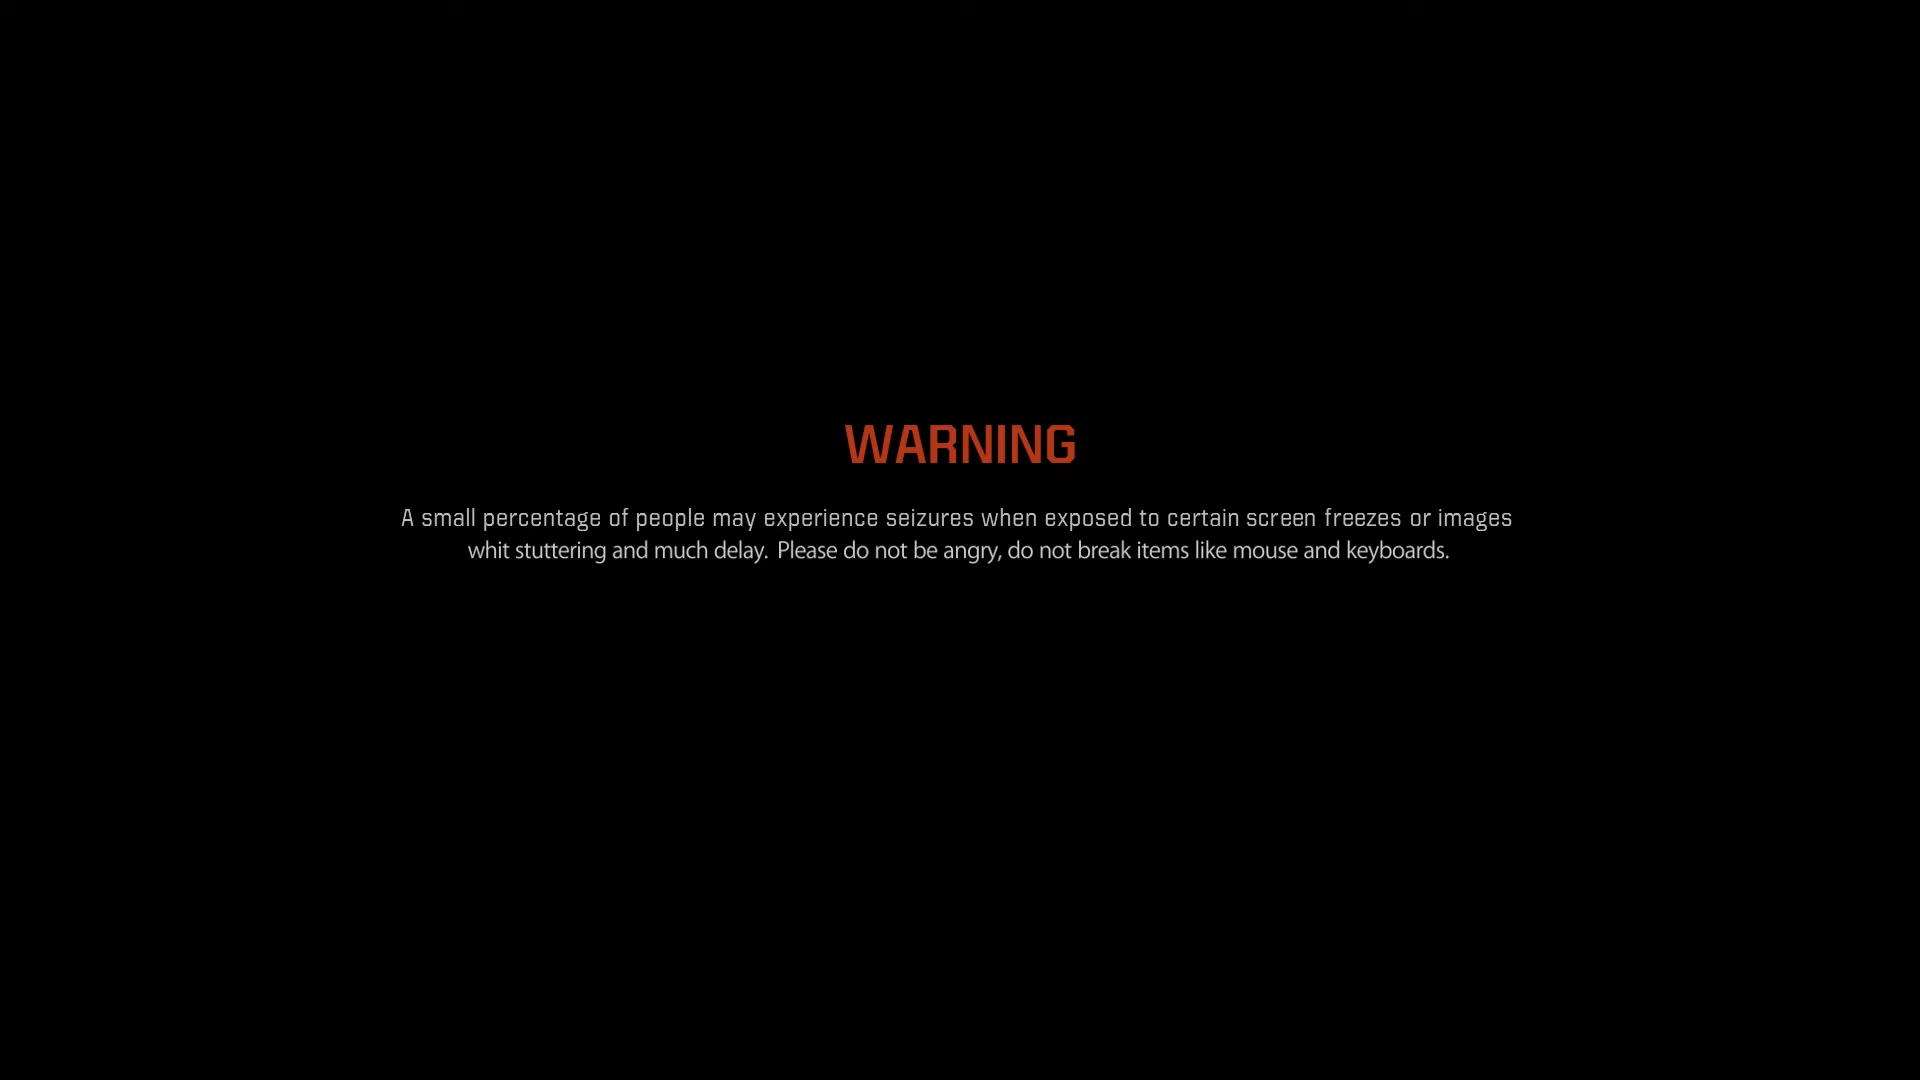 WARNING
A small percentage of people may experience seizures when exposed to certain screen freezes or images
whit stuttering and much delay. Please do not be angry, do not break items like mouse and keyboards.